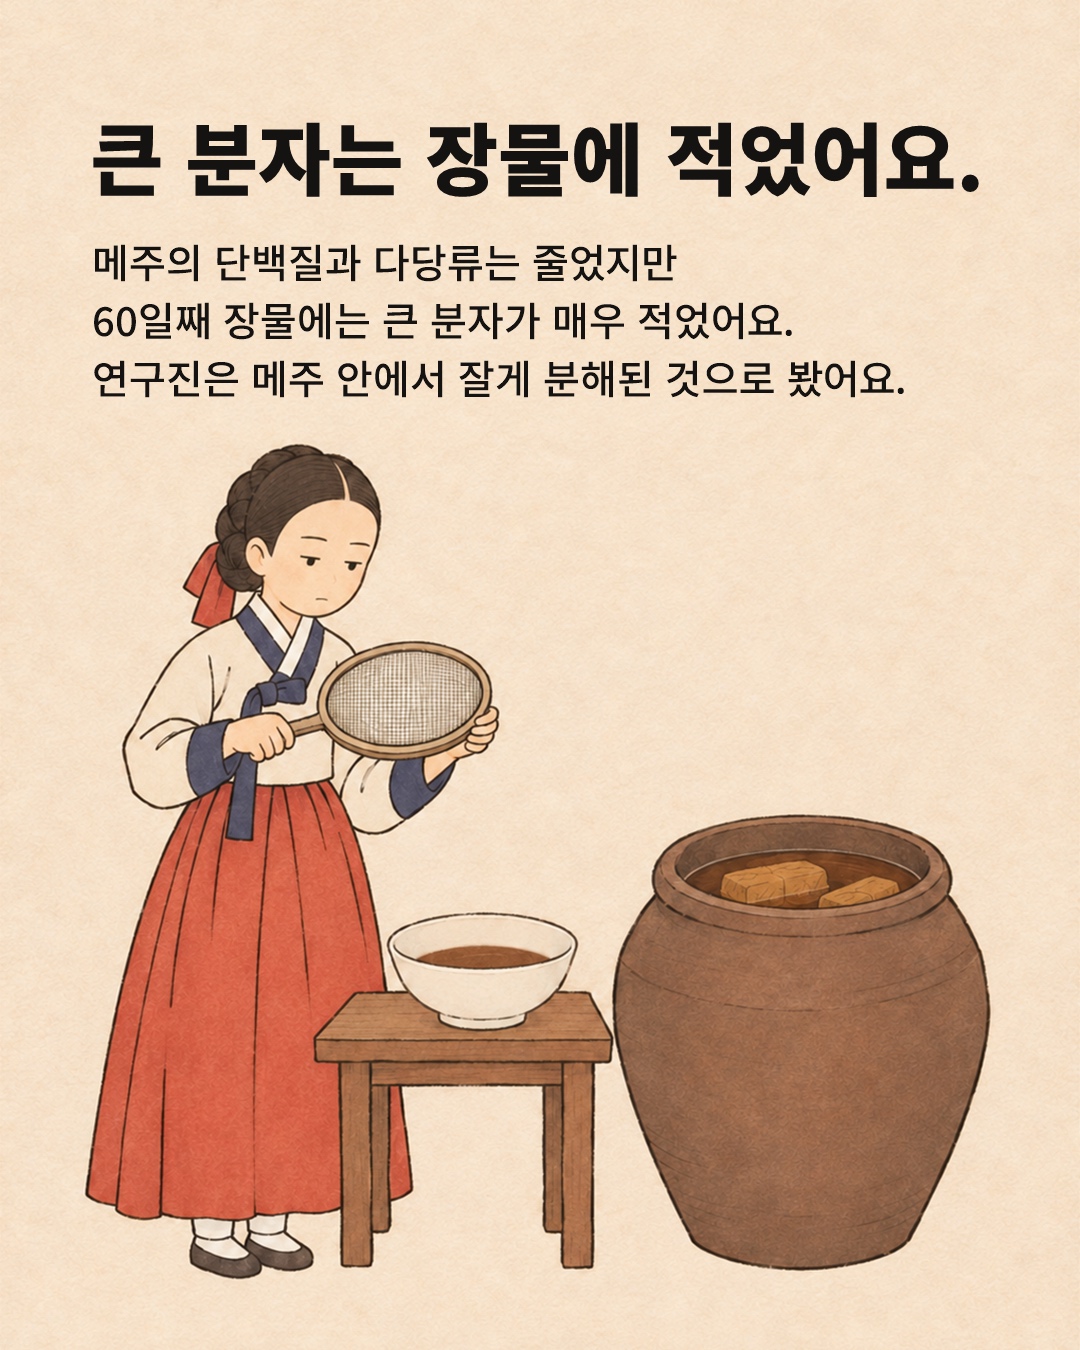 큰 분자는 장물에 적었어요.
메주의 단백질과 다당류는 줄었지만
60일째 장물에는 큰 분자가 매우 적었어요.
연구진은 메주 안에서 잘게 분해된 것으로 봤어요.